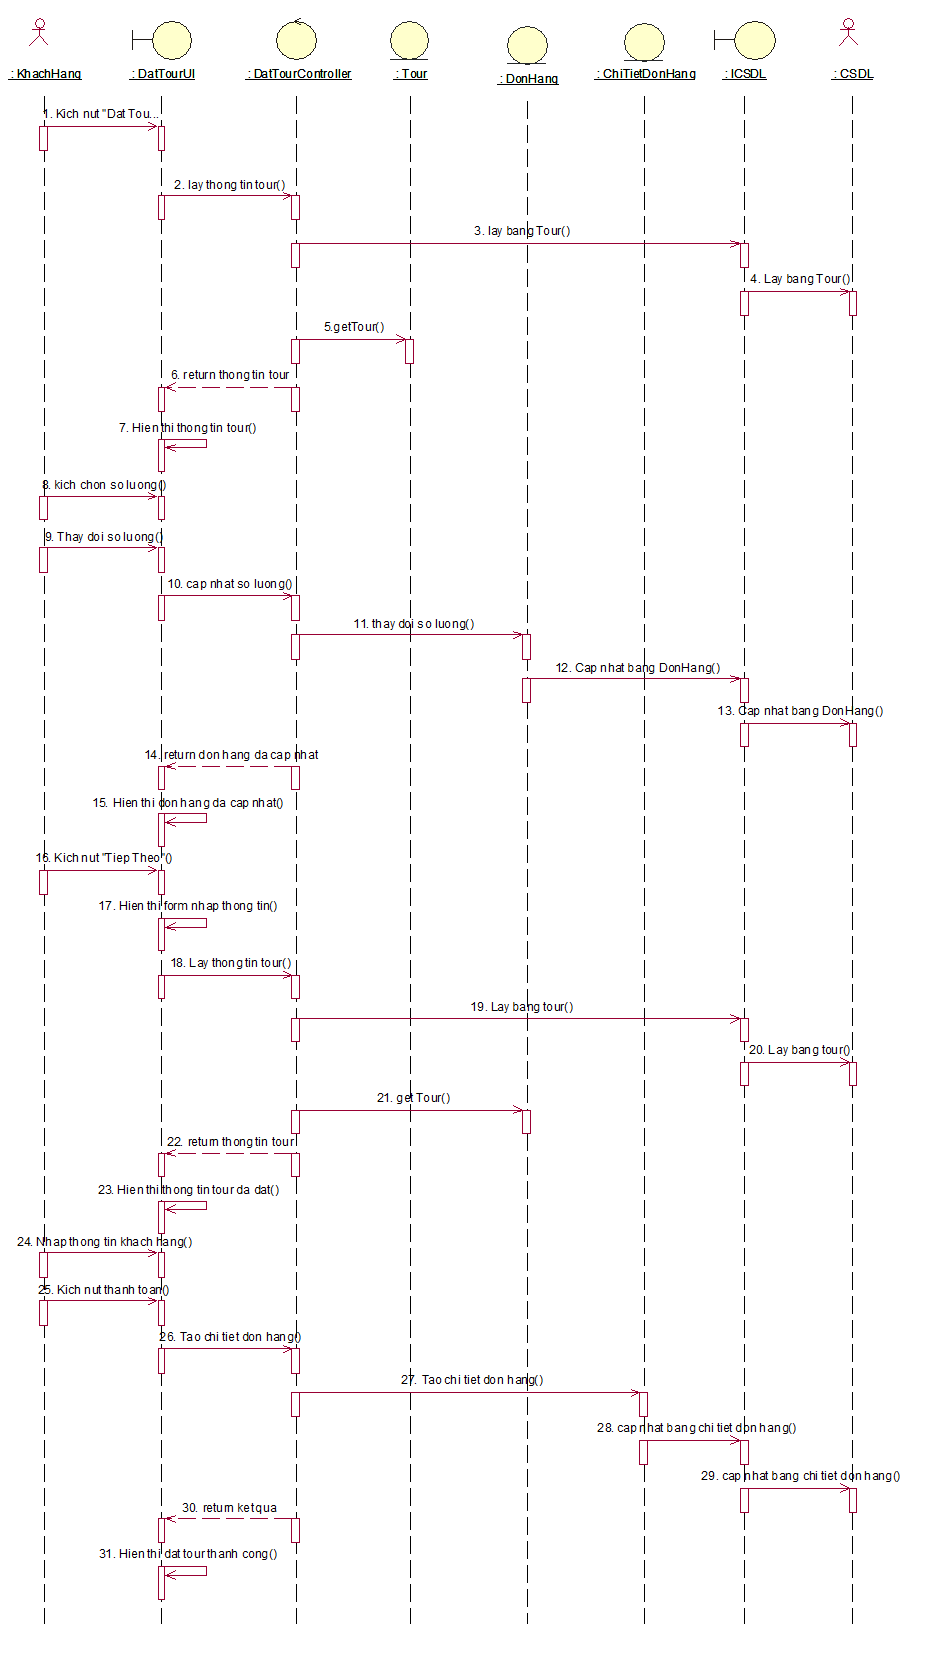 : KhachHang
: DatTourUI
: DatTourController
: Tour
: DonHang
: ChiTietDonHang
: ICSDL
: CSDL
1. Kich nut "Dat Tou...
2. lay thong tin tour()
3. lay bang Tour()
4. Lay bang Tour()
5.getTour()
6. return thong tin tour
7. Hien thi thong tin tour()
8. kich chon so luong()
9. Thay doi so luong()
10. cap nhat so luong()
11. thay doi so luong()
12. Cap nhat bang DonHang()
13. Cap nhat bang DonHang()
14. return don hang da cap nhat
15. Hien thi don hang da cap nhat()
16. Kich nut "Tiep Theo"()
17. Hien thi form nhap thong tin()
18. Lay thong tin tour()
19. Lay bang tour()
20. Lay bang tour()
21. get Tour()
22. return thong tin tour
23. Hien thi thong tin tour da dat()
24. Nhap thong tin khach hang()
25. Kich nut thanh toan()
26. Tao chi tiet don hang()
27. Tao chi tiet don hang()
28. cap nhat bang chi tiet don hang()
29. cap nhat bang chi tiet don hang()
30. return ket qua
31. Hien thi dat tour thanh cong()